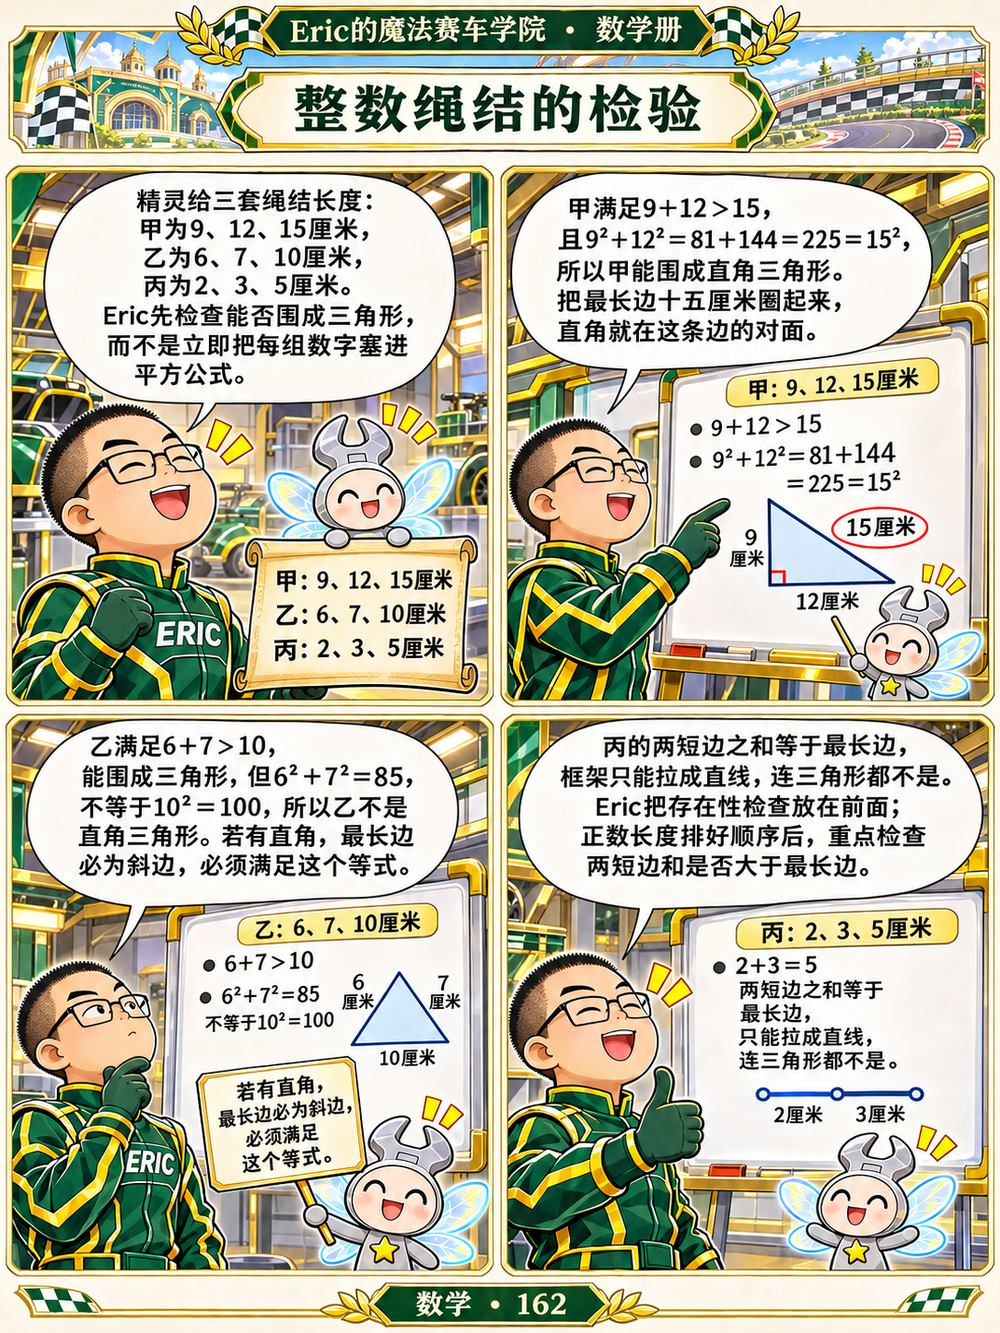 Eric的魔法赛车学院 · 数学册
整数绳结的检验
精灵给三套绳结长度：
甲为9、12、15厘米，
乙为6、7、10厘米，
丙为2、3、5厘米。
Eric先检查能否围成三角形，
而不是立即把每组数字塞进
平方公式。
ERIC
甲：9、12、15厘米
乙：6、7、10厘米
丙：2、3、5厘米
甲满足9＋12＞15，
且9²＋12²＝81＋144＝225＝15²，
所以甲能围成直角三角形。
把最长边十五厘米圈起来，
直角就在这条边的对面。
甲：9、12、15厘米
● 9＋12＞15
● 9²＋12²＝81＋144
＝225＝15²
9
厘米
15厘米
12厘米
乙满足6＋7＞10，
能围成三角形，但6²＋7²＝85，
不等于10²＝100，所以乙不是
直角三角形。若有直角，最长边
必为斜边，必须满足这个等式。
乙：6、7、10厘米
● 6＋7＞10
● 6²＋7²＝85
不等于10²＝100
6
厘米
7
厘米
10厘米
若有直角，
最长边必为斜边，
必须满足
这个等式。
ERIC
丙的两短边之和等于最长边，
框架只能拉成直线，连三角形都不是。
Eric把存在性检查放在前面；
正数长度排好顺序后，重点检查
两短边和是否大于最长边。
丙：2、3、5厘米
● 2＋3＝5
两短边之和等于
最长边，
只能拉成直线，
连三角形都不是。
2厘米
3厘米
数学 · 162